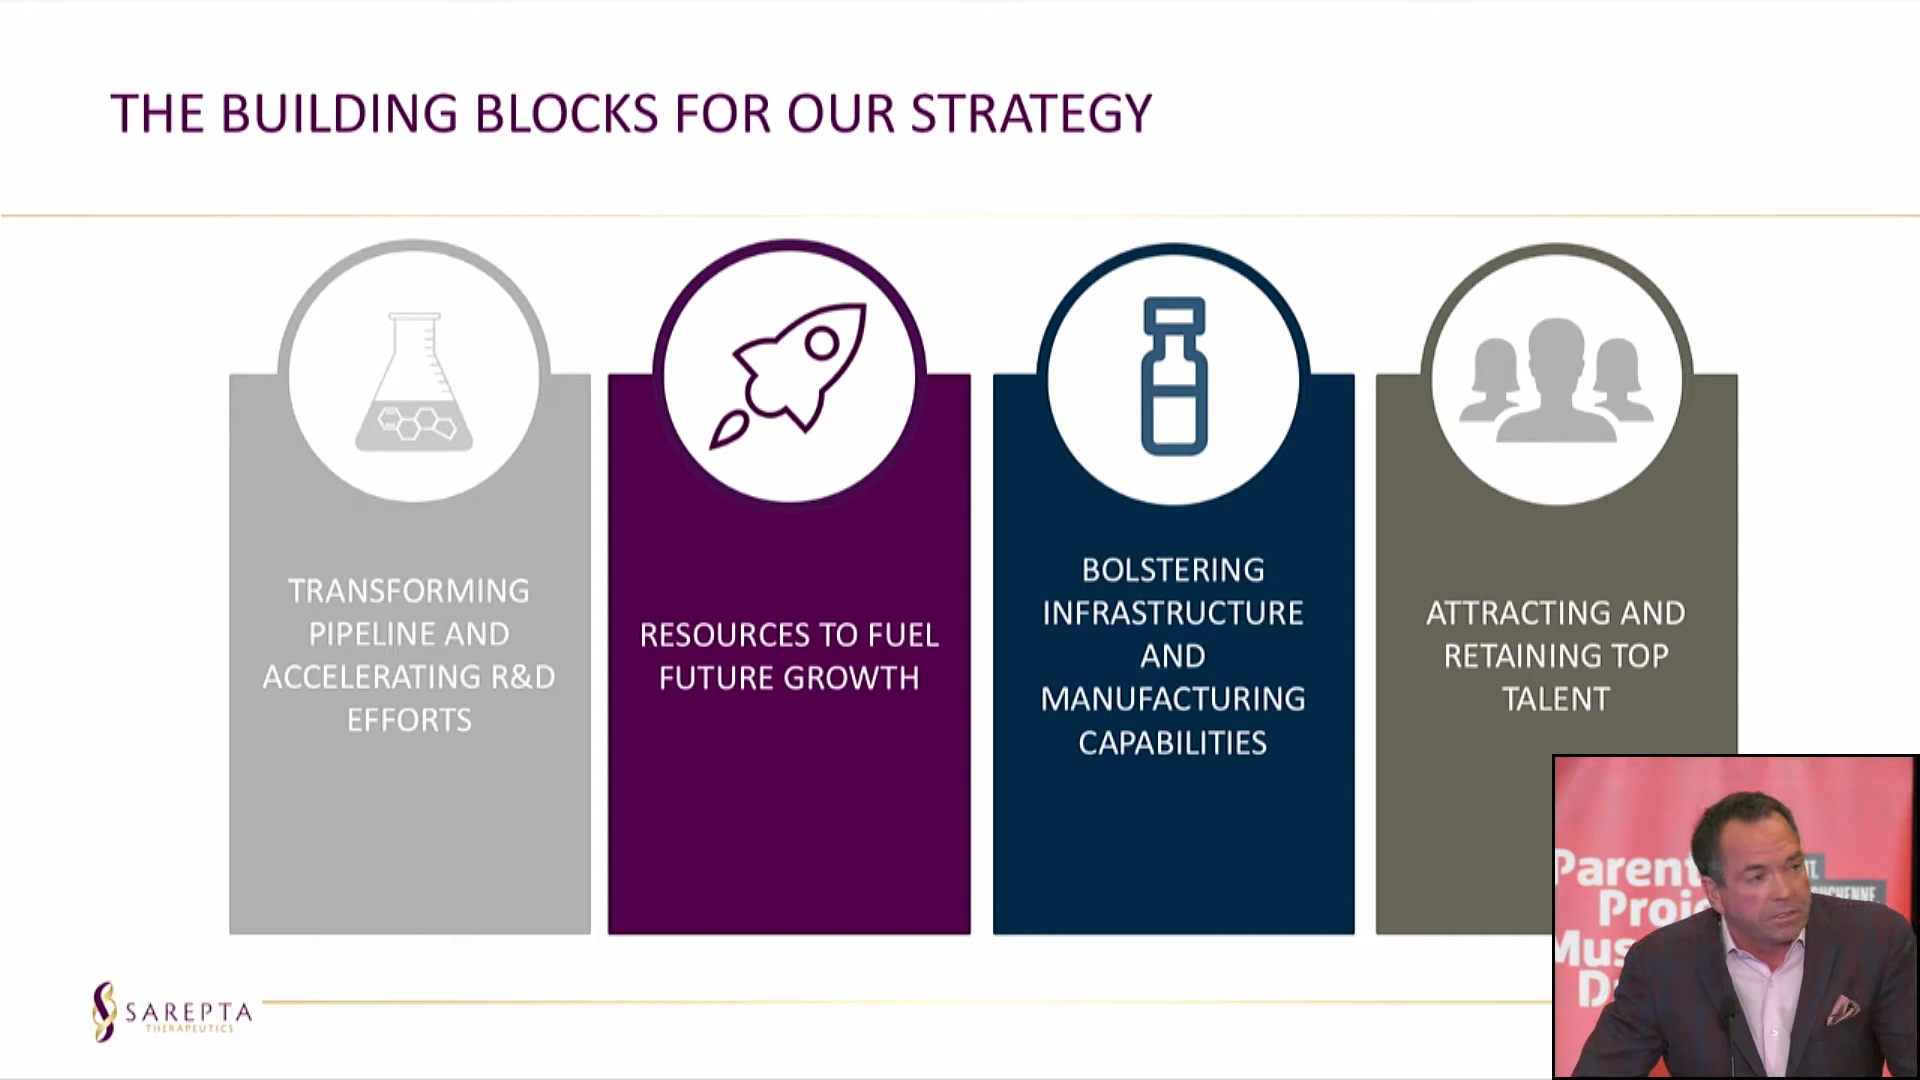 THE BUILDING BLOCKS FOR OUR STRATEGY
TRANSFORMING
PIPELINE AND
ACCELERATING R&D
EFFORTS
RESOURCES TO FUEL
FUTURE GROWTH
BOLSTERING
INFRASTRUCTURE
AND
MANUFACTURING
CAPABILITIES
ATTRACTING AND
RETAINING TOP
TALENT
SAREPTA
THERAPEUTICS
Parent